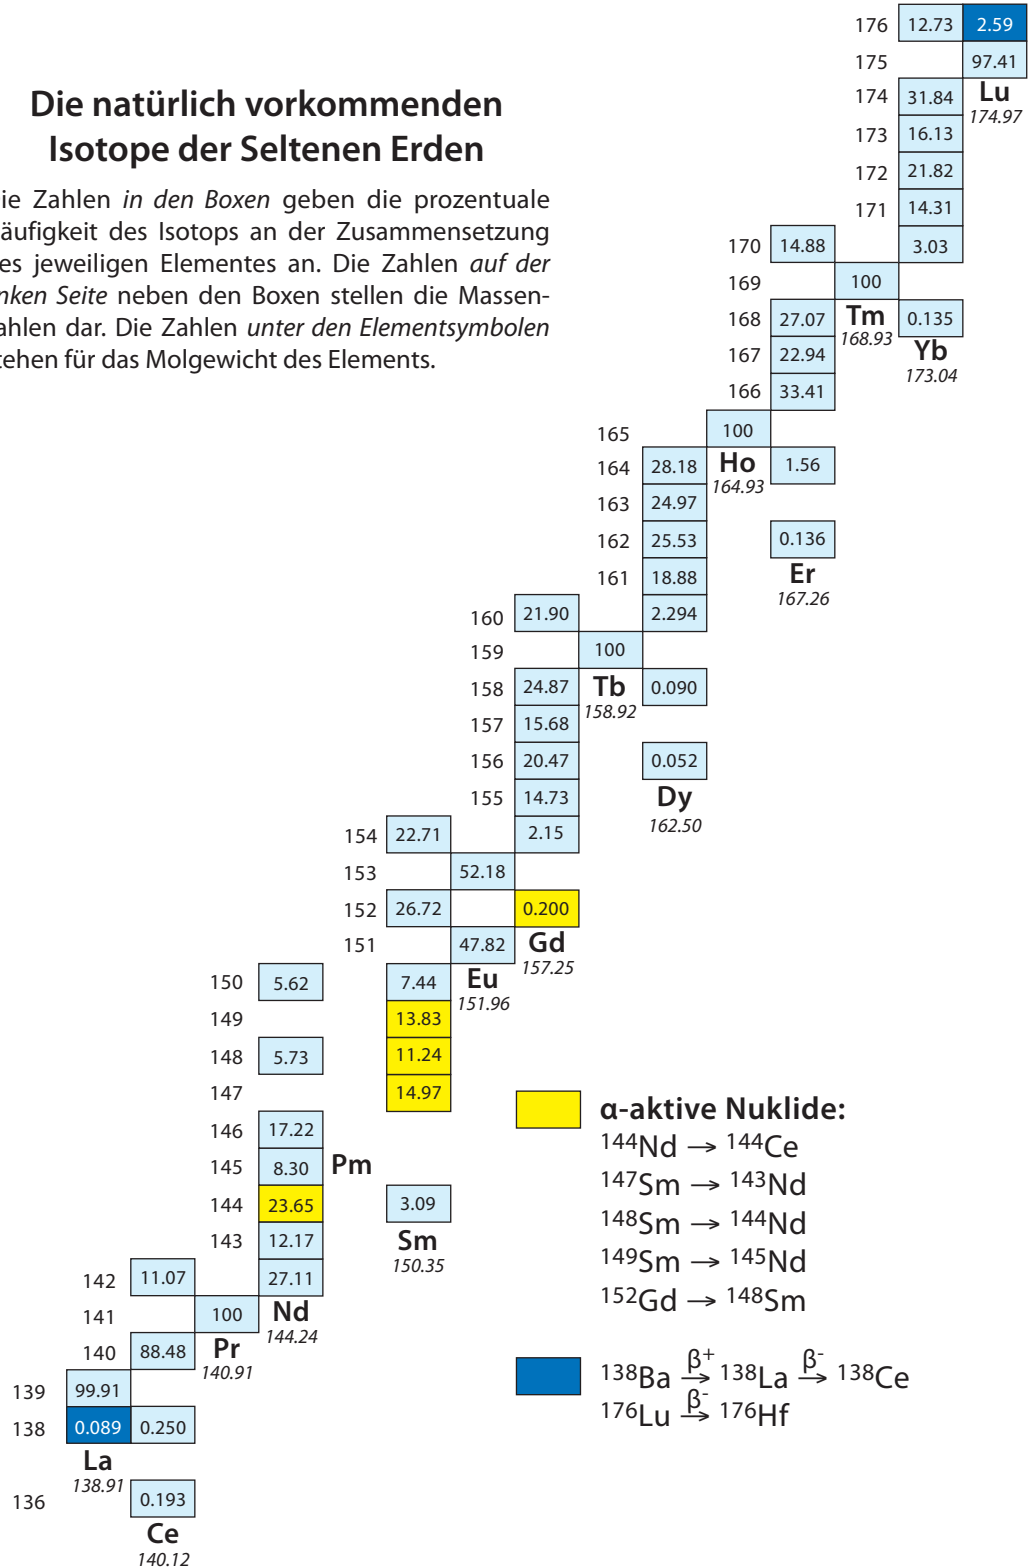 176 12.73 2.59
175 97.41
Die natürlich vorkommenden
Isotope der Seltenen Erden
174 31.84 Lu
174.97
173 16.13
172 21.82
ie Zahlen in den Boxen geben die prozentuale
171 14.31
äufigkeit des Isotops an der Zusammensetzung
170 14.88 3.03
es jeweiligen Elementes an. Die Zahlen auf der
169 100
nken Seite neben den Boxen stellen die Massen-
168 27.07 Tm 0.135
168.93
ahlen dar. Die Zahlen unter den Elementsymbolen
167 22.94 Yb
173.04
tehen für das Molgewicht des Elements.
166 33.41
165 100
164 28.18 Ho 1.56
164.93
163 24.97
162 25.53 0.136
161 18.88 Er
167.26
160 21.90 2.294
159 100
158 24.87 Tb 0.090
158.92
157 15.68
156 20.47 0.052
155 14.73 Dy
162.50
154 22.71 2.15
153 52.18
152 26.72 0.200
151 47.82 Gd
157.25
150 5.62 7.44 Eu
151.96
149 13.83
148 5.73 11.24
147 14.97
α-aktive Nuklide:
146 17.22
144Nd → 144Ce
145 8.30 Pm
147Sm → 143Nd
144 23.65 3.09
148Sm → 144Nd
143 12.17 Sm
150.35
149Sm → 145Nd
142 11.07 27.11
152Gd → 148Sm
141 100 Nd
144.24
140 88.48 Pr
140.91
139 99.91
138Ba β+→ 138La β-→ 138Ce
138 0.089 0.250
176Lu β-→ 176Hf
La
138.91
136 0.193
Ce
140.12